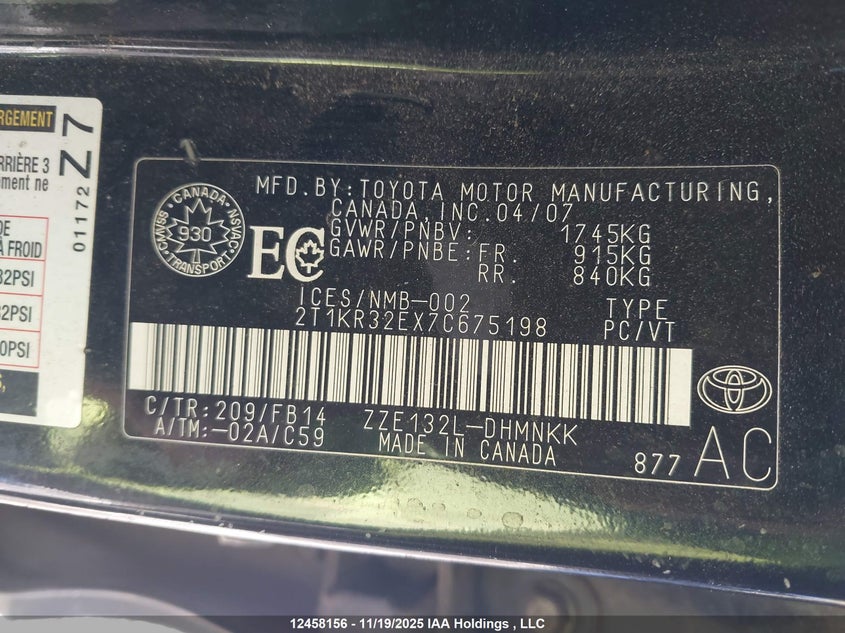 RGEMENT
RRIÈRE 3
ement ne
DE
À FROID
32PSI
32PSI
0PSI
01172
Z 7
MFD. BY: TOYOTA MOTOR MANUFACTURING,
CANADA, INC. 04/07
GVWR/PNBV: 1745KG
GAWR/PNBE: FR. 915KG
RR. 840KG
CANADA
CMVSS NSVAC
930
TRANSPORT
EC
ICES/NMB-002 TYPE
2T1KR32EX7C675198 PC/VT
C/TR: 209/FB14 ZZE132L-DHMNKK
A/TM:-02A/C59 MADE IN CANADA
877 AC
12458156 - 11/19/2025 IAA Holdings , LLC